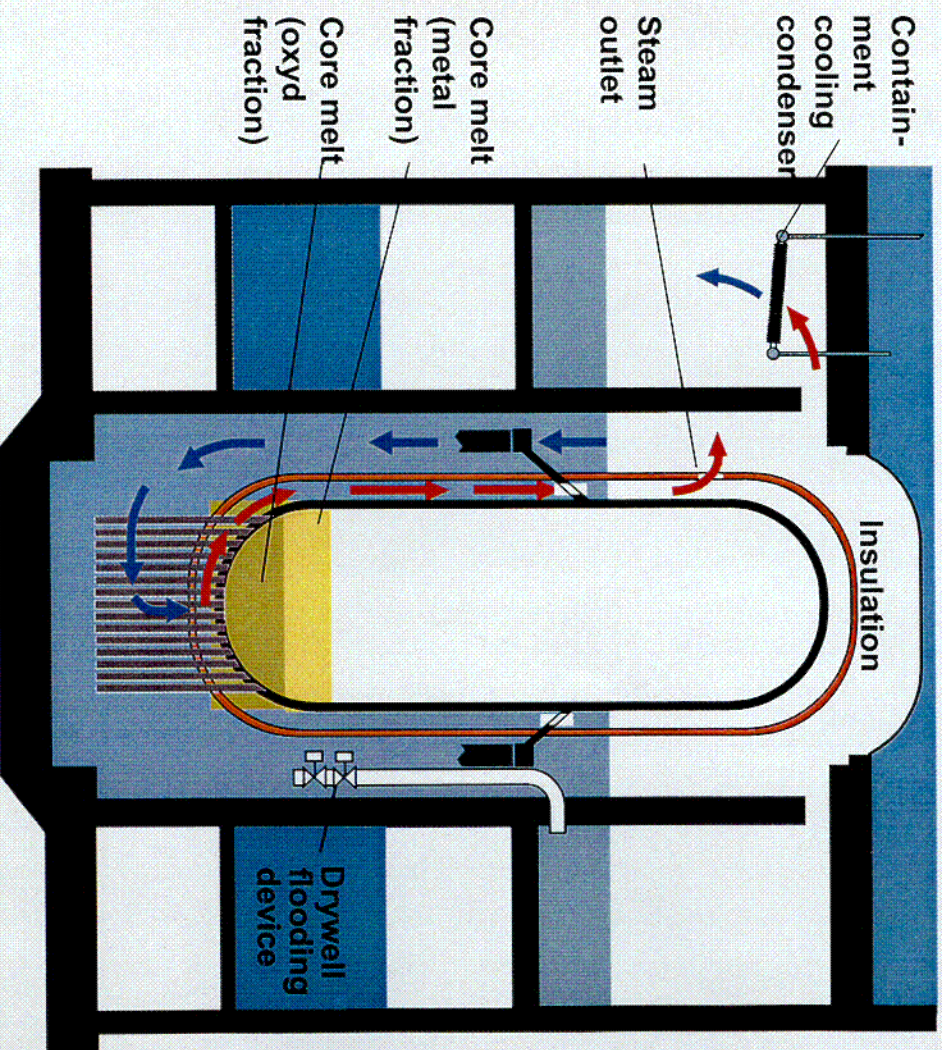 Contain-
ment
cooling
condenser
Steam
outlet
Core melt
(metal
fraction)
Core melt
(oxyd
fraction)
Insulation
Drywell
flooding
device